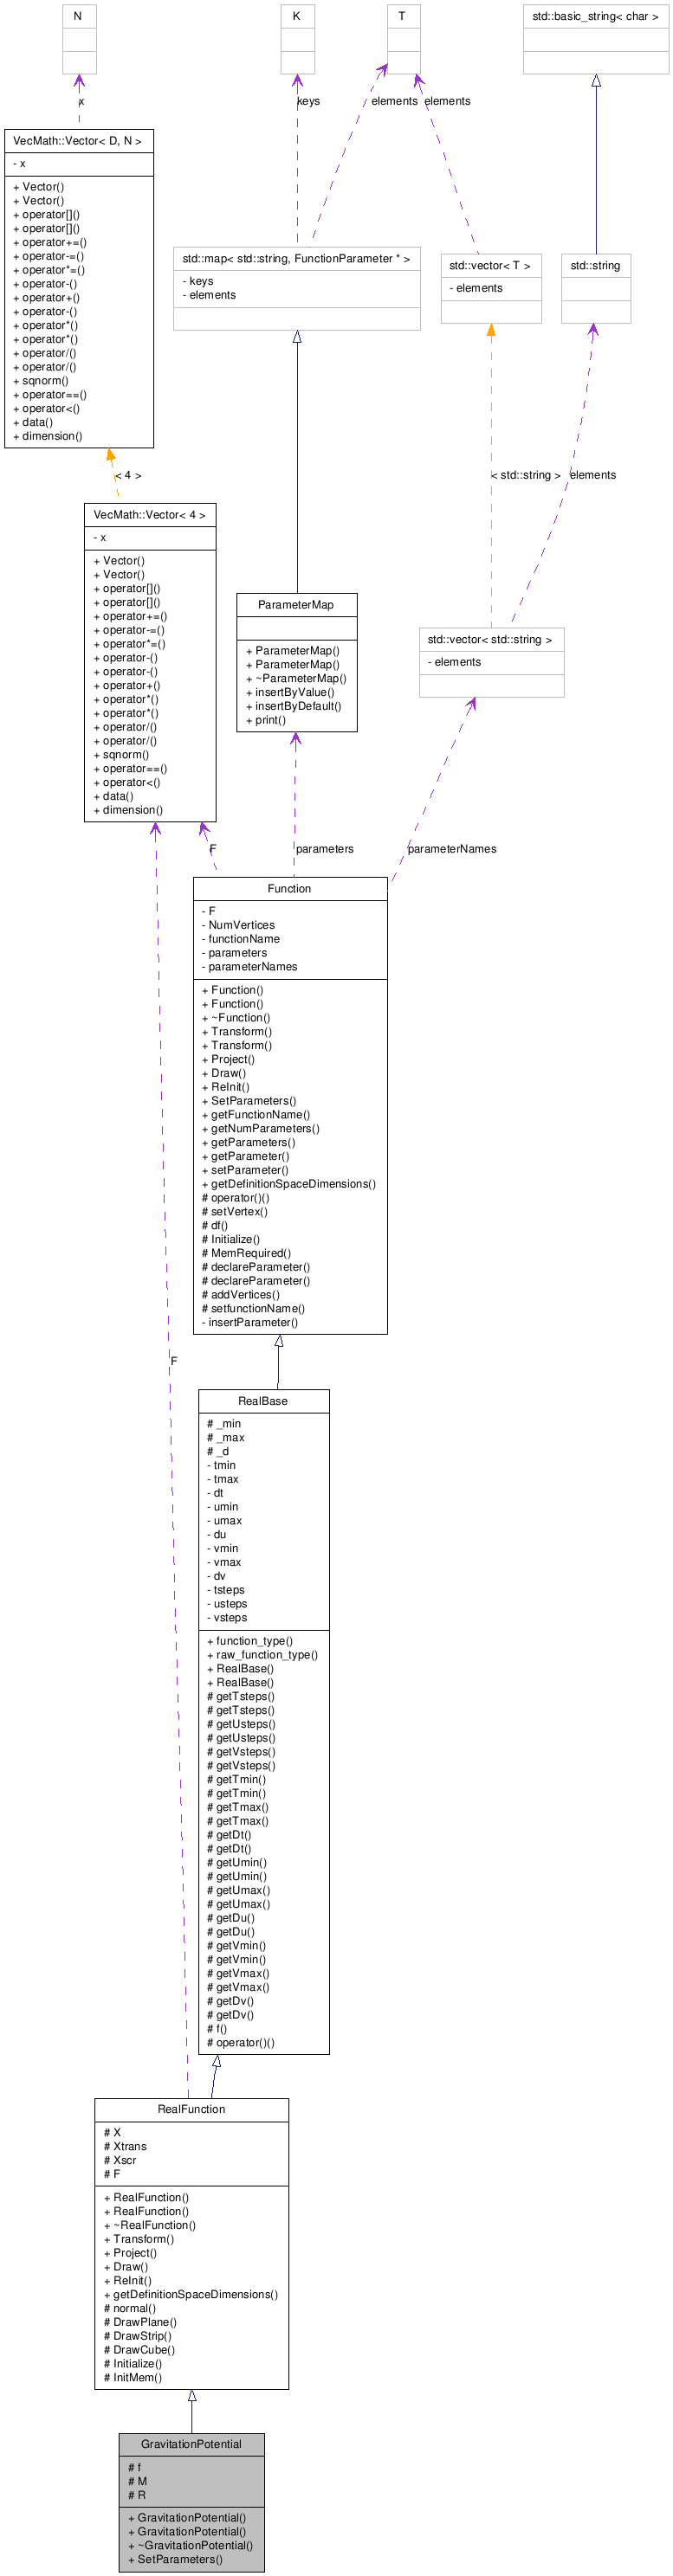 N
K
T
std::basic_string< char >
x
keys
elements
elements
VecMath::Vector< D, N >
- x
+ Vector()
+ Vector()
+ operator[]()
+ operator[]()
+ operator+=()
+ operator-=()
+ operator*=()
+ operator-()
+ operator+()
+ operator-()
+ operator*()
+ operator*()
+ operator/()
+ operator/()
+ sqnorm()
+ operator==()
+ operator<()
+ data()
+ dimension()
std::map< std::string, FunctionParameter * >
- keys
- elements
std::vector< T >
- elements
std::string
< 4 >
< std::string >
elements
VecMath::Vector< 4 >
- x
+ Vector()
+ Vector()
+ operator[]()
+ operator[]()
+ operator+=()
+ operator-=()
+ operator*=()
+ operator-()
+ operator-()
+ operator+()
+ operator*()
+ operator*()
+ operator/()
+ operator/()
+ sqnorm()
+ operator==()
+ operator<()
+ data()
+ dimension()
ParameterMap
+ ParameterMap()
+ ParameterMap()
+ ~ParameterMap()
+ insertByValue()
+ insertByDefault()
+ print()
std::vector< std::string >
- elements
F
parameters
parameterNames
Function
- F
- NumVertices
- functionName
- parameters
- parameterNames
+ Function()
+ Function()
+ ~Function()
+ Transform()
+ Transform()
+ Project()
+ Draw()
+ ReInit()
+ SetParameters()
+ getFunctionName()
+ getNumParameters()
+ getParameters()
+ getParameter()
+ setParameter()
+ getDefinitionSpaceDimensions()
# operator()()
# setVertex()
# df()
# Initialize()
# MemRequired()
# declareParameter()
# declareParameter()
# addVertices()
# setfunctionName()
- insertParameter()
F
RealBase
# _min
# _max
# _d
- tmin
- tmax
- dt
- umin
- umax
- du
- vmin
- vmax
- dv
- tsteps
- usteps
- vsteps
+ function_type()
+ raw_function_type()
+ RealBase()
+ RealBase()
# getTsteps()
# getTsteps()
# getUsteps()
# getUsteps()
# getVsteps()
# getVsteps()
# getTmin()
# getTmin()
# getTmax()
# getTmax()
# getDt()
# getDt()
# getUmin()
# getUmin()
# getUmax()
# getUmax()
# getDu()
# getDu()
# getVmin()
# getVmin()
# getVmax()
# getVmax()
# getDv()
# getDv()
# f()
# operator()()
RealFunction
# X
# Xtrans
# Xscr
# F
+ RealFunction()
+ RealFunction()
+ ~RealFunction()
+ Transform()
+ Project()
+ Draw()
+ ReInit()
+ getDefinitionSpaceDimensions()
# normal()
# DrawPlane()
# DrawStrip()
# DrawCube()
# Initialize()
# InitMem()
GravitationPotential
# f
# M
# R
+ GravitationPotential()
+ GravitationPotential()
+ ~GravitationPotential()
+ SetParameters()